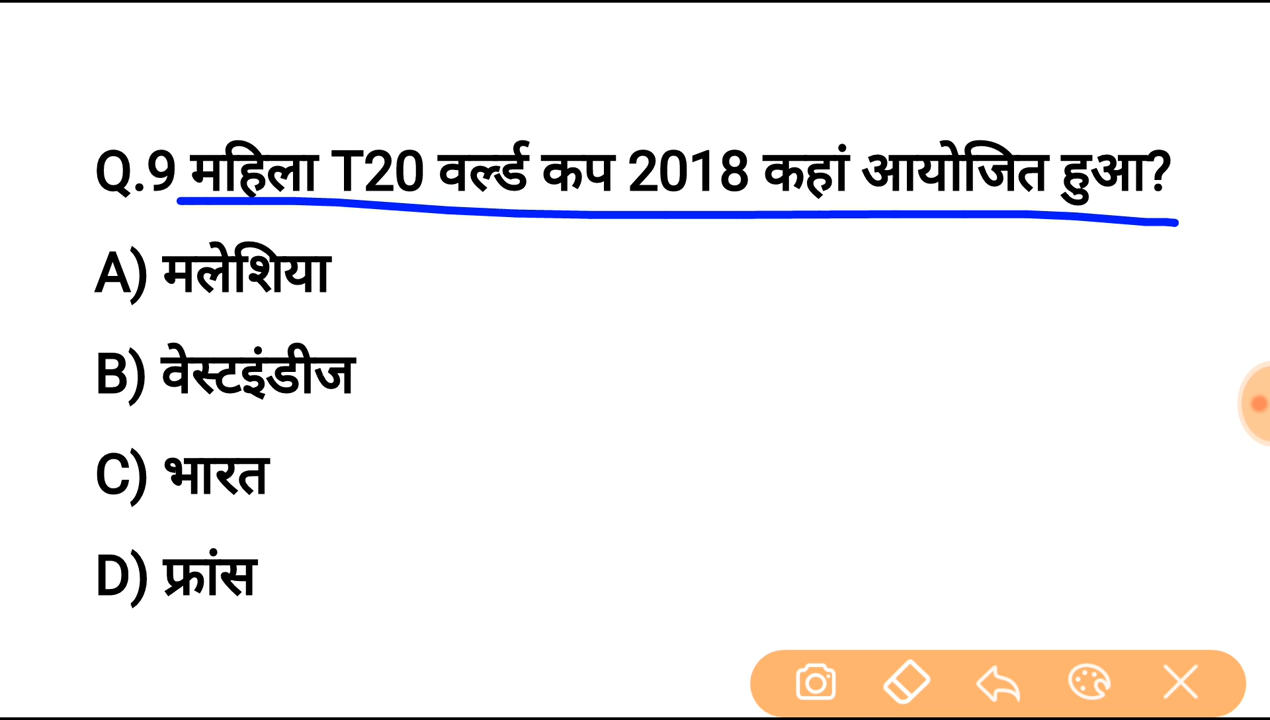 Q.9 महिला T20 वर्ल्ड कप 2018 कहां आयोजित हुआ?
A) मलेशिया
B) वेस्टइंडीज
C) भारत
D) फ्रांस